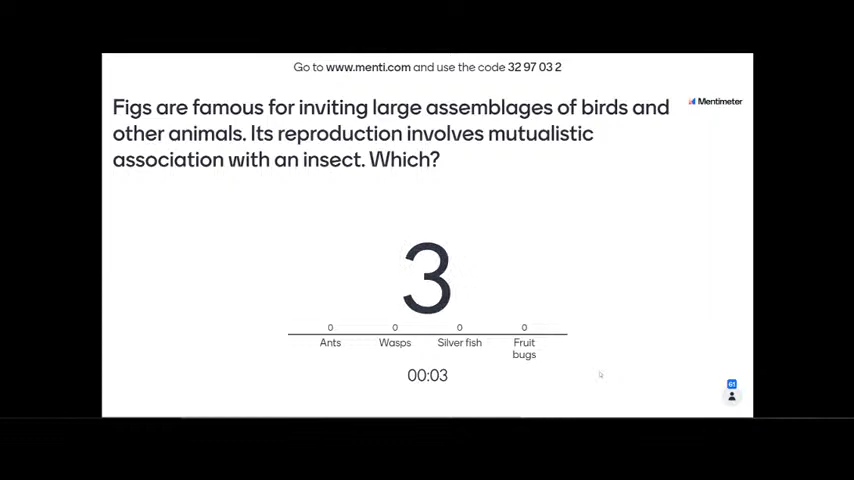 Go to www.menti.com and use the code 32 97 03 2
Figs are famous for inviting large assemblages of birds and
other animals. Its reproduction involves mutualistic
association with an insect. Which?
Mentimeter
3
0 0 0 0
Ants Wasps Silver fish Fruit
bugs
00:03
61